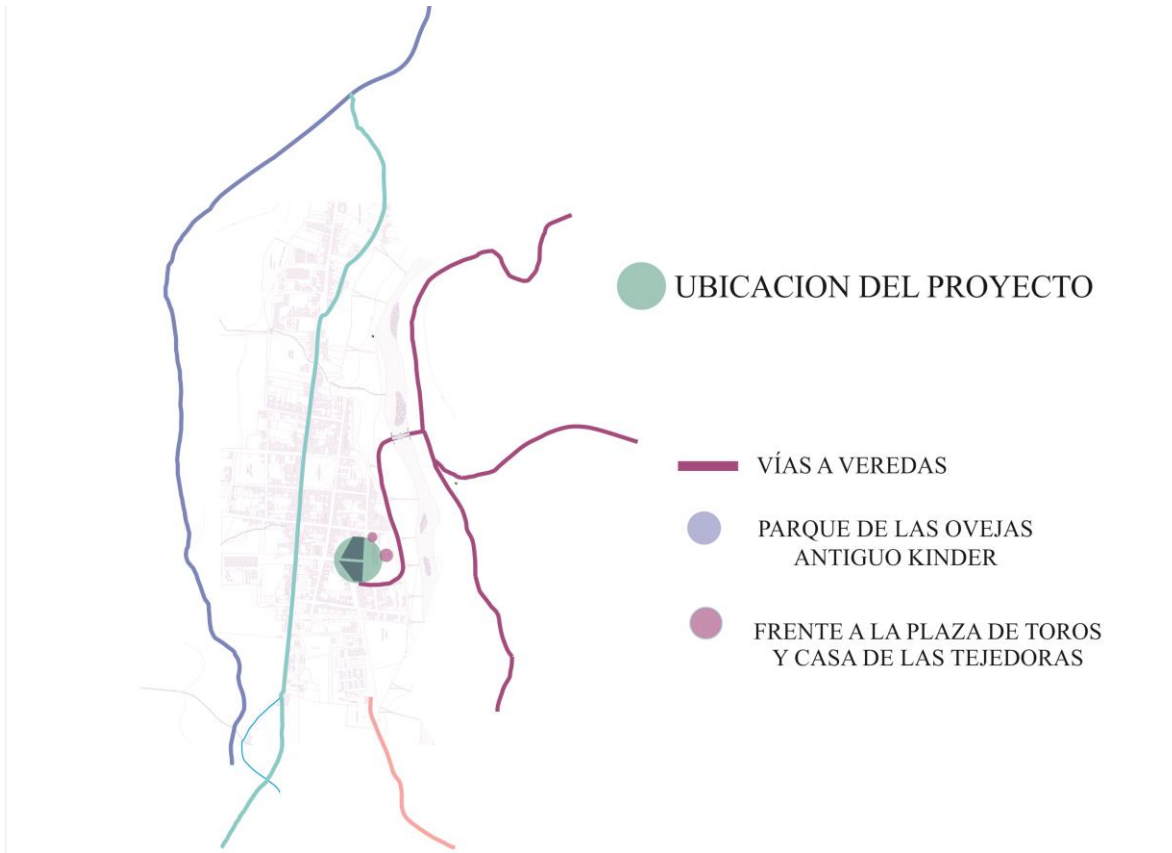 UBICACION DEL PROYECTO
VÍAS A VEREDAS
PARQUE DE LAS OVEJAS
ANTIGUO KINDER
FRENTE A LA PLAZA DE TOROS
Y CASA DE LAS TEJEDORAS